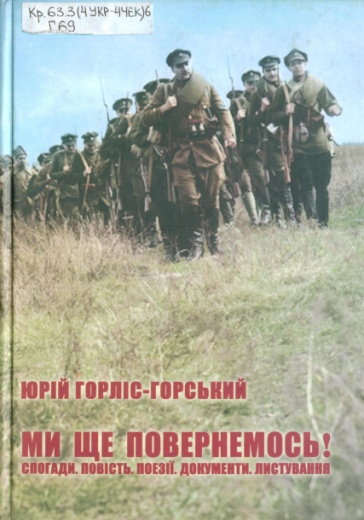 Кр.63.3(4УКР-4ЧЕК)6
Г69
ЮРІЙ ГОРЛІС-ГОРСЬКИЙ
МИ ЩЕ ПОВЕРНЕМОСЬ!
СПОГАДИ. ПОВІСТЬ. ПОЕЗІЇ. ДОКУМЕНТИ. ЛИСТУВАННЯ